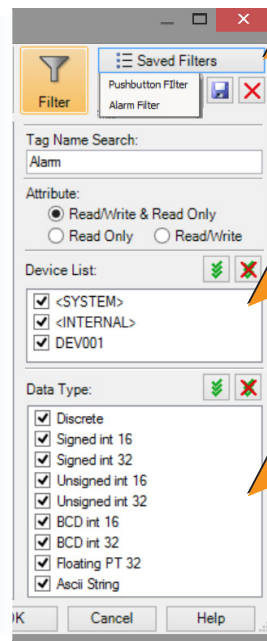 Saved Filters
Filter
Pushbutton FIlter
Alarm Filter
Tag Name Search:
Alarm
Attribute:
Read/Write & Read Only
Read Only Read/Write
Device List:
<SYSTEM>
<INTERNAL>
DEV001
Data Type:
Discrete
Signed int 16
Signed int 32
Unsigned int 16
Unsigned int 32
BCD int 16
BCD int 32
Floating PT 32
Ascii String
Cancel Help